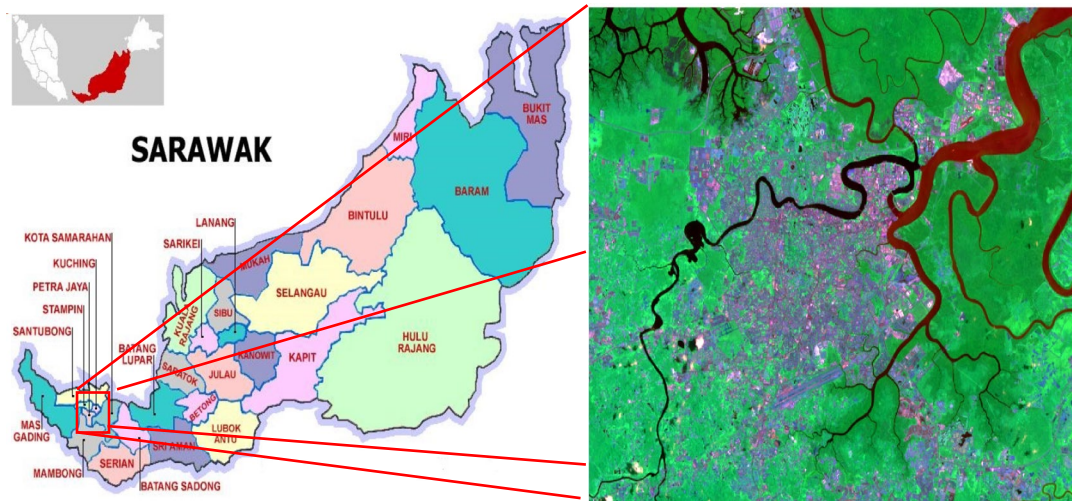 SARAWAK
BUKIT
MAS
MIRI
BARAM
BINTULU
LANANG
SARIKEI
KOTA SAMARAHAN
KUCHING
PETRA JAYA
STAMPIN
SANTUBONG
MUKAH
SELANGAU
KUALA
RAJANG
SIBU
BATANG
LUPAR
HULU
RAJANG
KANOWIT
KAPIT
SARATOK
JULAU
BETONG
MAS
GADING
LUBOK
ANTU
SRI AMAN
SERIAN
MAMBONG
BATANG SADONG